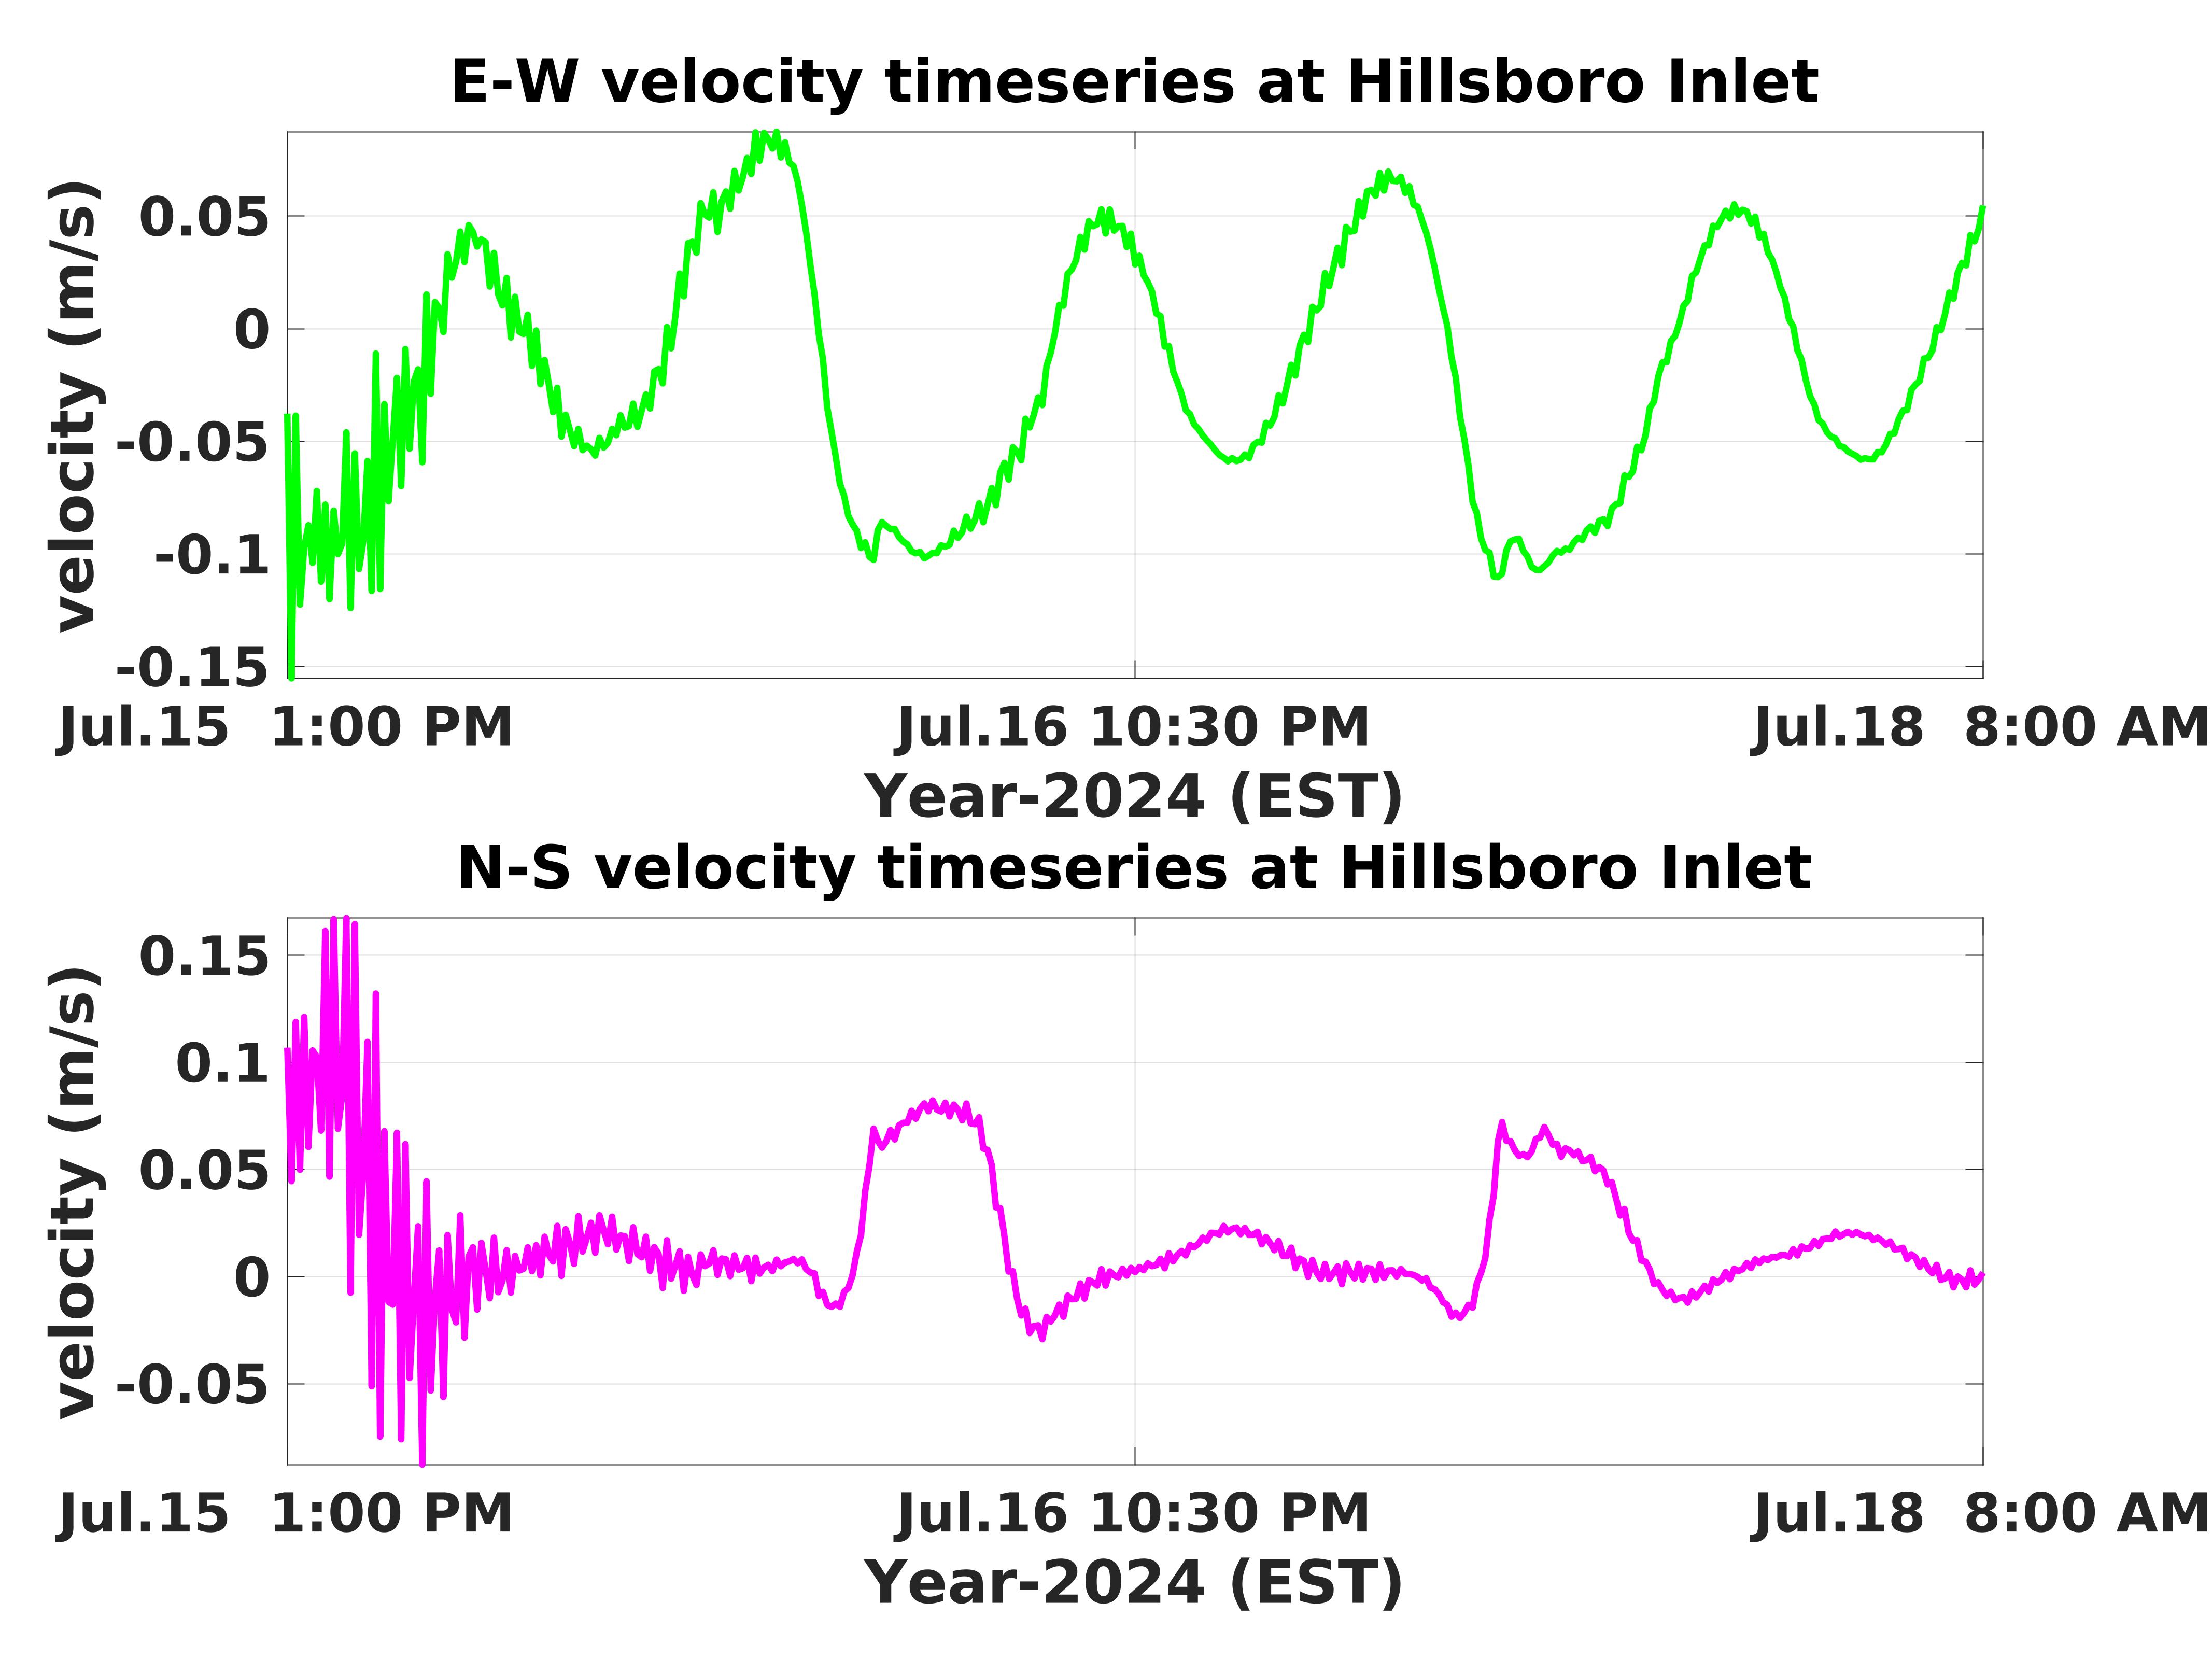 E-W velocity timeseries at Hillsboro Inlet
velocity (m/s)
0.05
0
-0.05
-0.1
-0.15
Jul.15  1:00 PM
Jul.16 10:30 PM
Jul.18  8:00 AM
Year-2024 (EST)
N-S velocity timeseries at Hillsboro Inlet
velocity (m/s)
0.15
0.1
0.05
0
-0.05
Jul.15  1:00 PM
Jul.16 10:30 PM
Jul.18  8:00 AM
Year-2024 (EST)